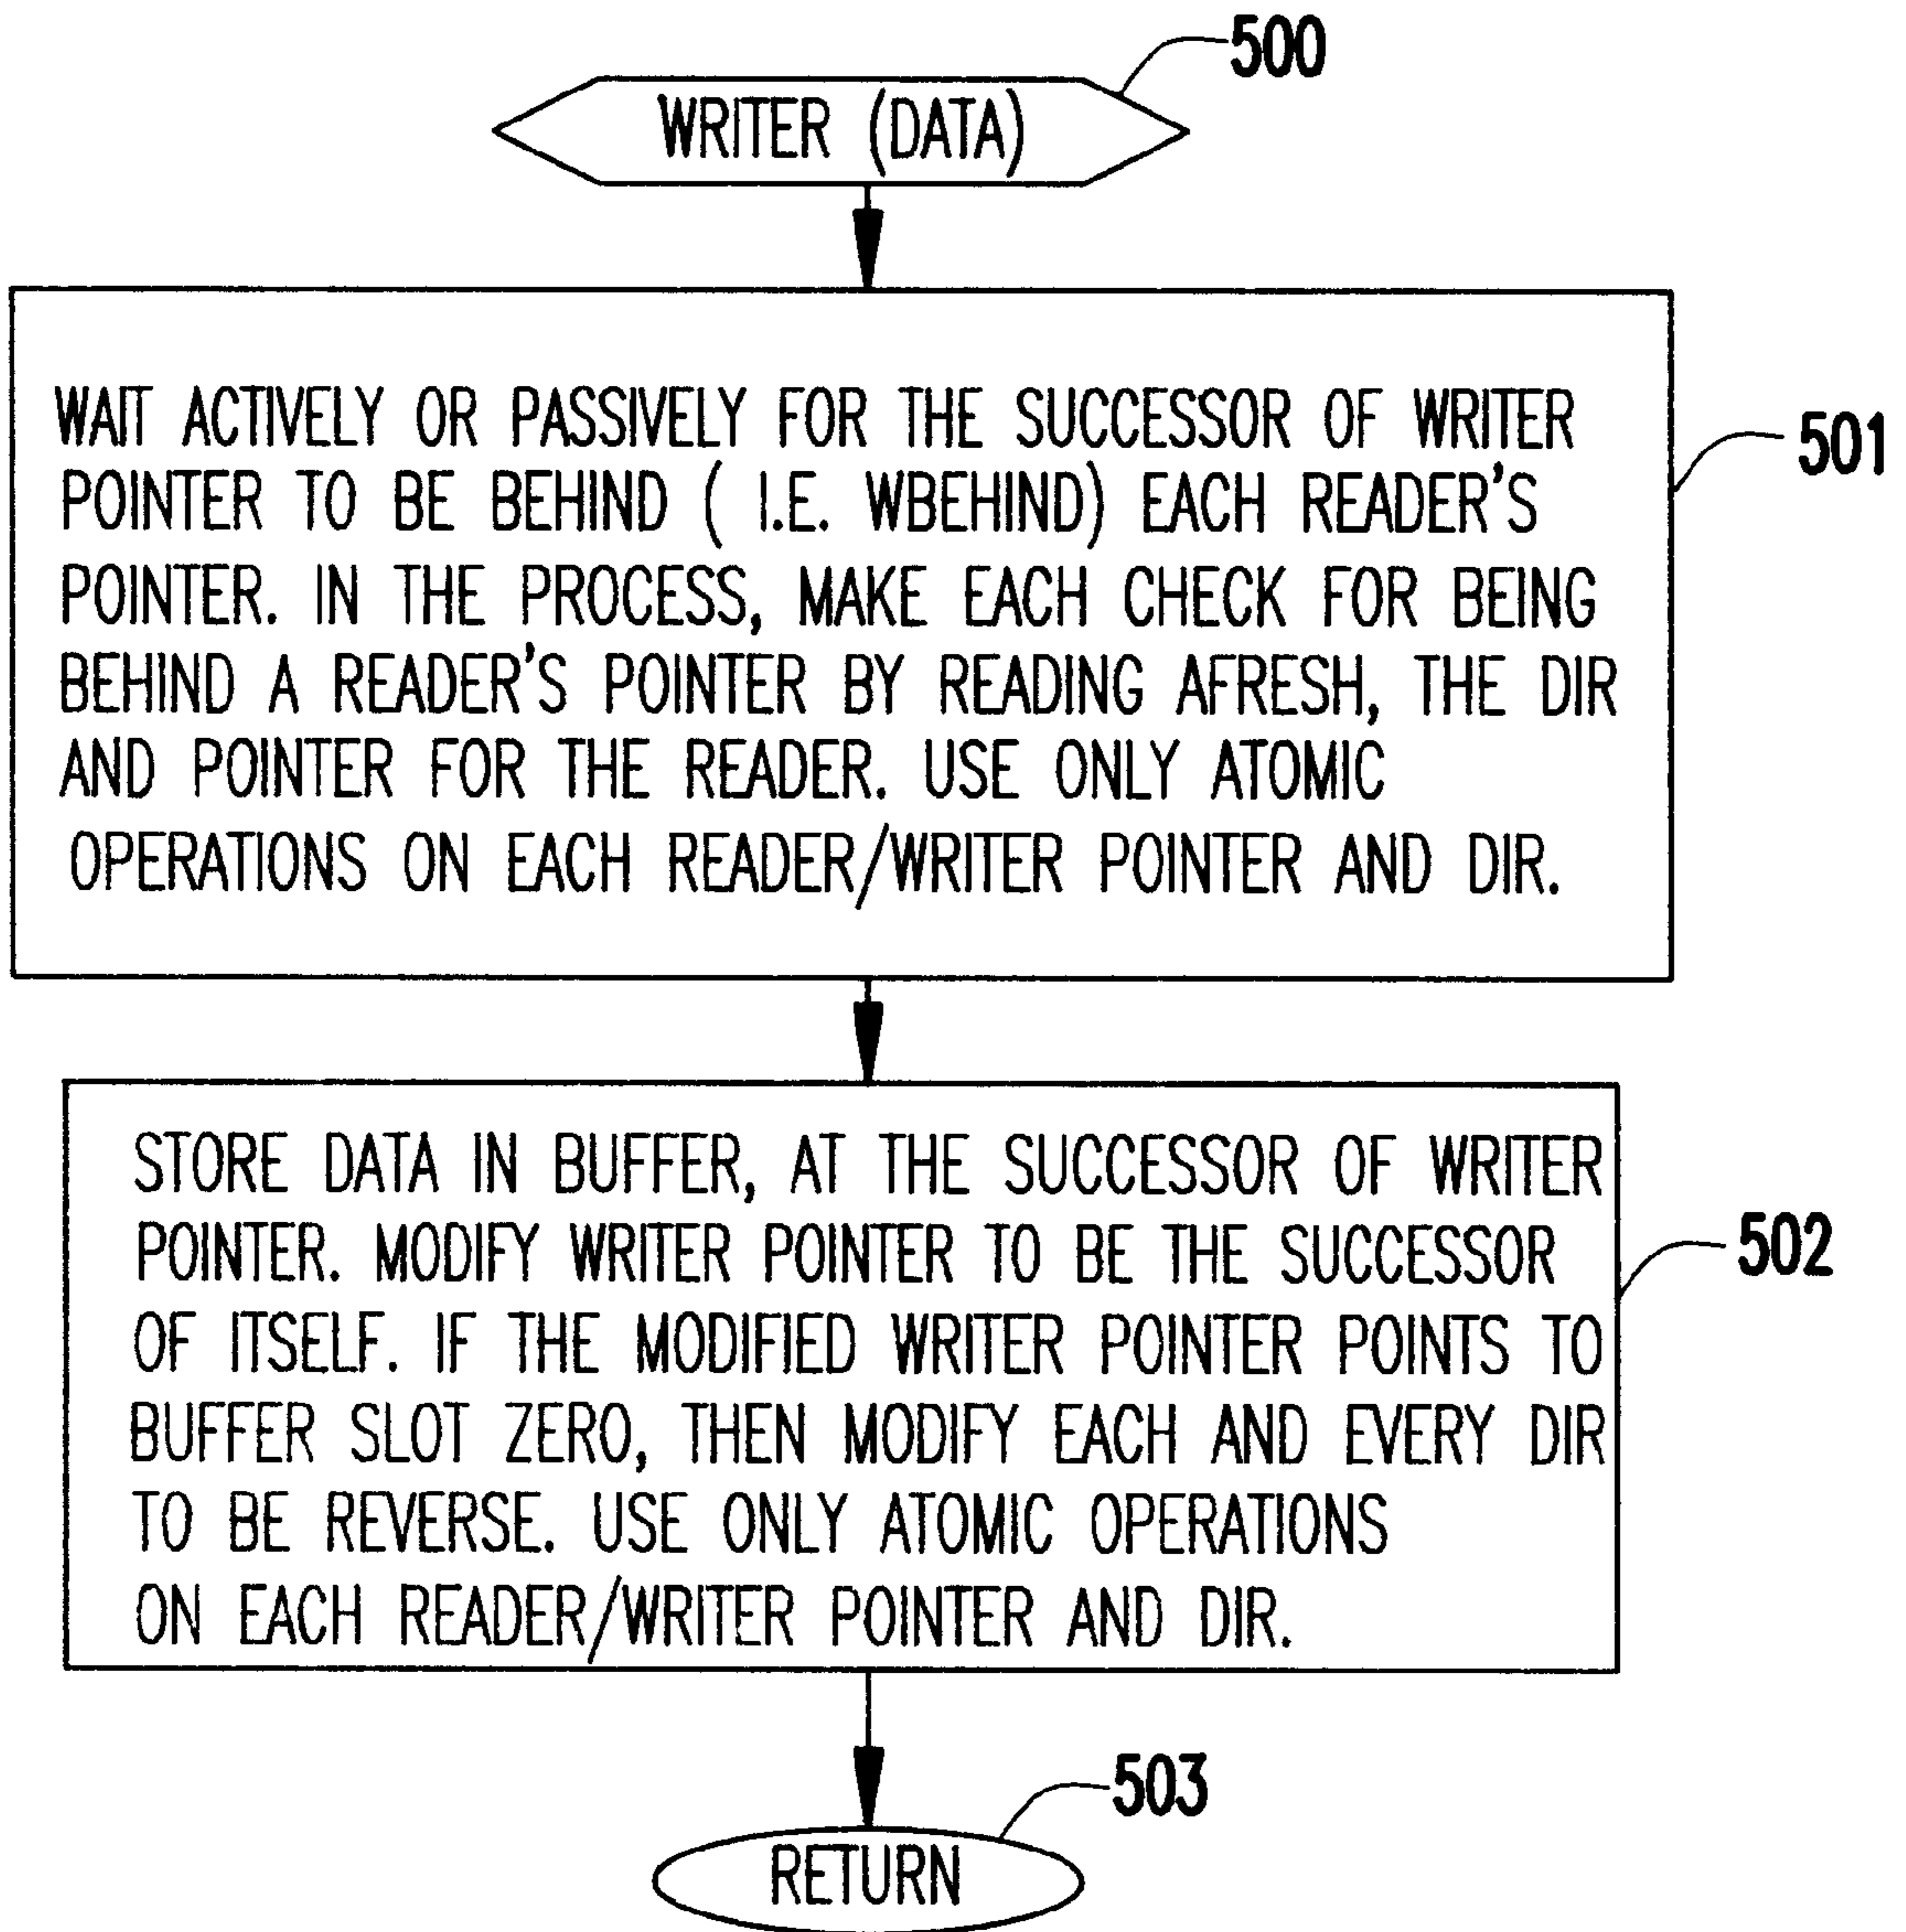 500
WRITER (DATA)
WAIT ACTIVELY OR PASSIVELY FOR THE SUCCESSOR OF WRITER
POINTER TO BE BEHIND ( I.E. WBEHIND) EACH READER'S
POINTER. IN THE PROCESS, MAKE EACH CHECK FOR BEING
BEHIND A READER'S POINTER BY READING AFRESH, THE DIR
AND POINTER FOR THE READER. USE ONLY ATOMIC
OPERATIONS ON EACH READER/WRITER POINTER AND DIR.
501
STORE DATA IN BUFFER, AT THE SUCCESSOR OF WRITER
POINTER. MODIFY WRITER POINTER TO BE THE SUCCESSOR
OF ITSELF. IF THE MODIFIED WRITER POINTER POINTS TO
BUFFER SLOT ZERO, THEN MODIFY EACH AND EVERY DIR
TO BE REVERSE. USE ONLY ATOMIC OPERATIONS
ON EACH READER/WRITER POINTER AND DIR.
502
503
RETURN